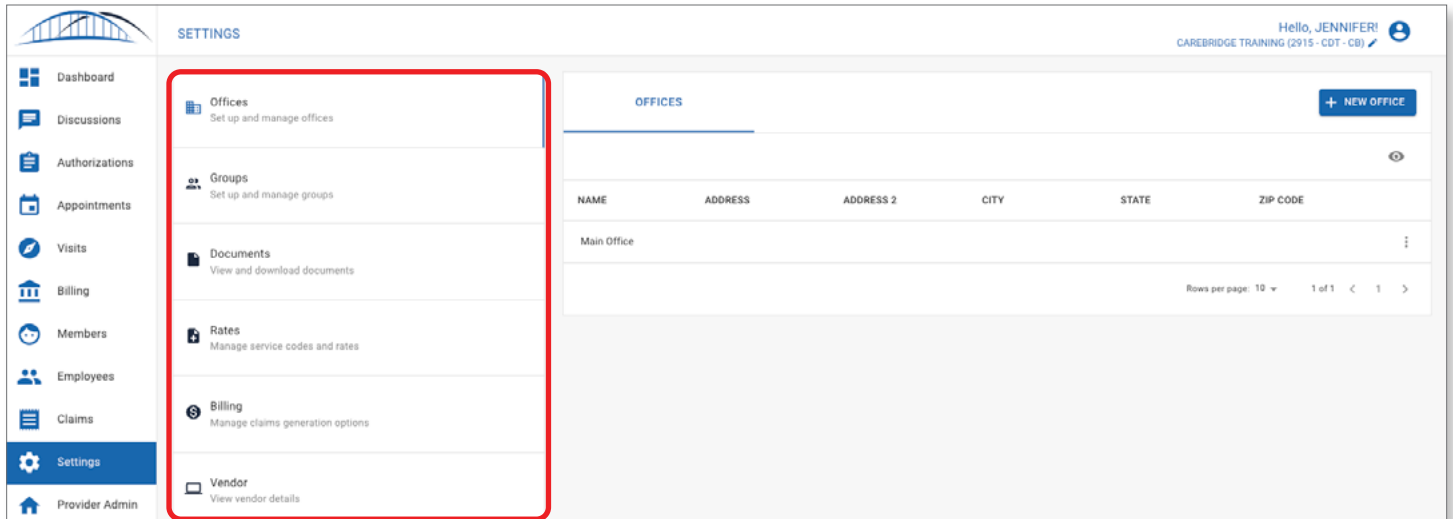 SETTINGS
Hello, JENNIFER!
CAREBRIDGE TRAINING (2915 - CDT - CB)
Dashboard
Discussions
Authorizations
Appointments
Visits
Billing
Members
Employees
Claims
Settings
Provider Admin
Offices
Set up and manage offices
Groups
Set up and manage groups
Documents
View and download documents
Rates
Manage service codes and rates
Billing
Manage claims generation options
Vendor
View vendor details
OFFICES
+ NEW OFFICE
NAME ADDRESS ADDRESS 2 CITY STATE ZIP CODE
Main Office
Rows per page: 10 1 of 1 < 1 >